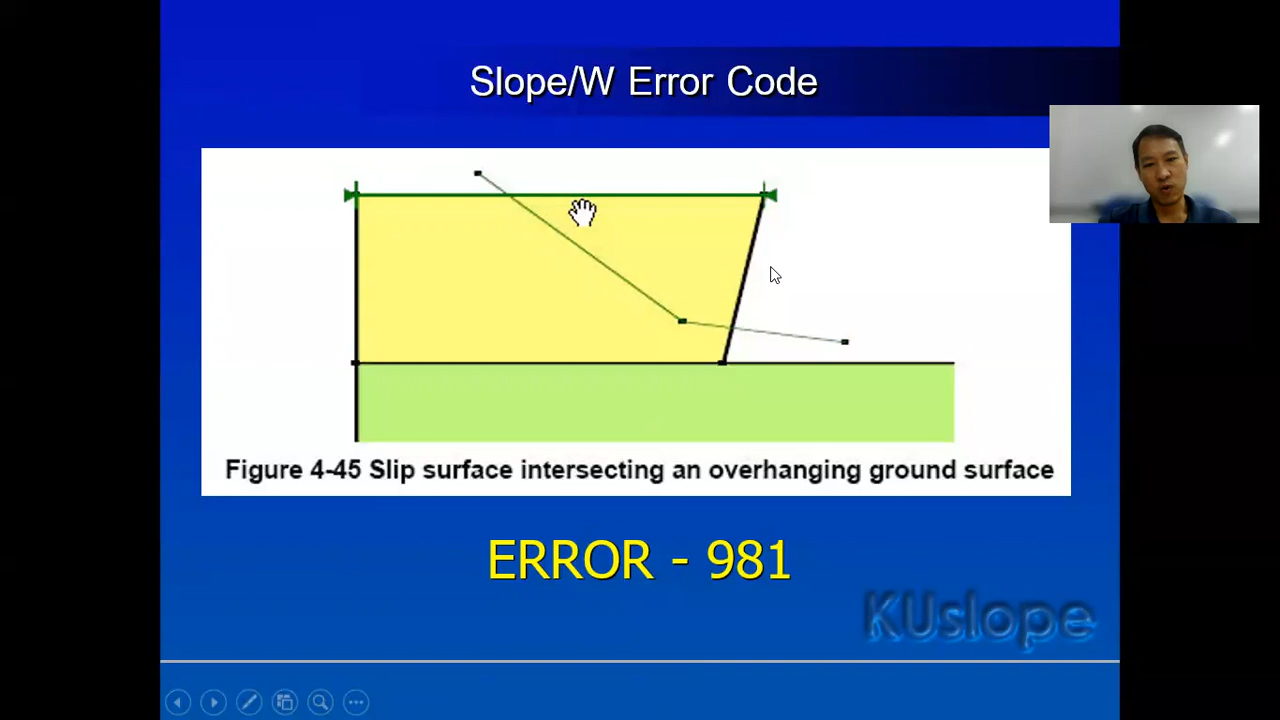 Slope/W Error Code
Figure 4-45 Slip surface intersecting an overhanging ground surface
ERROR - 981
KUslope